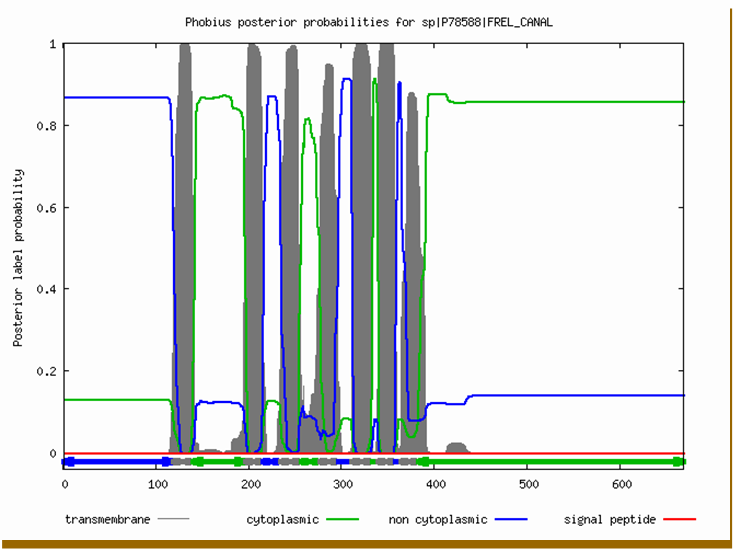 Phobius posterior probabilities for sp|P78588|FREL_CANAL
Posterior label probability
1
0.8
0.6
0.4
0.2
0
0 100 200 300 400 500 600
transmembrane cytoplasmic non cytoplasmic signal peptide